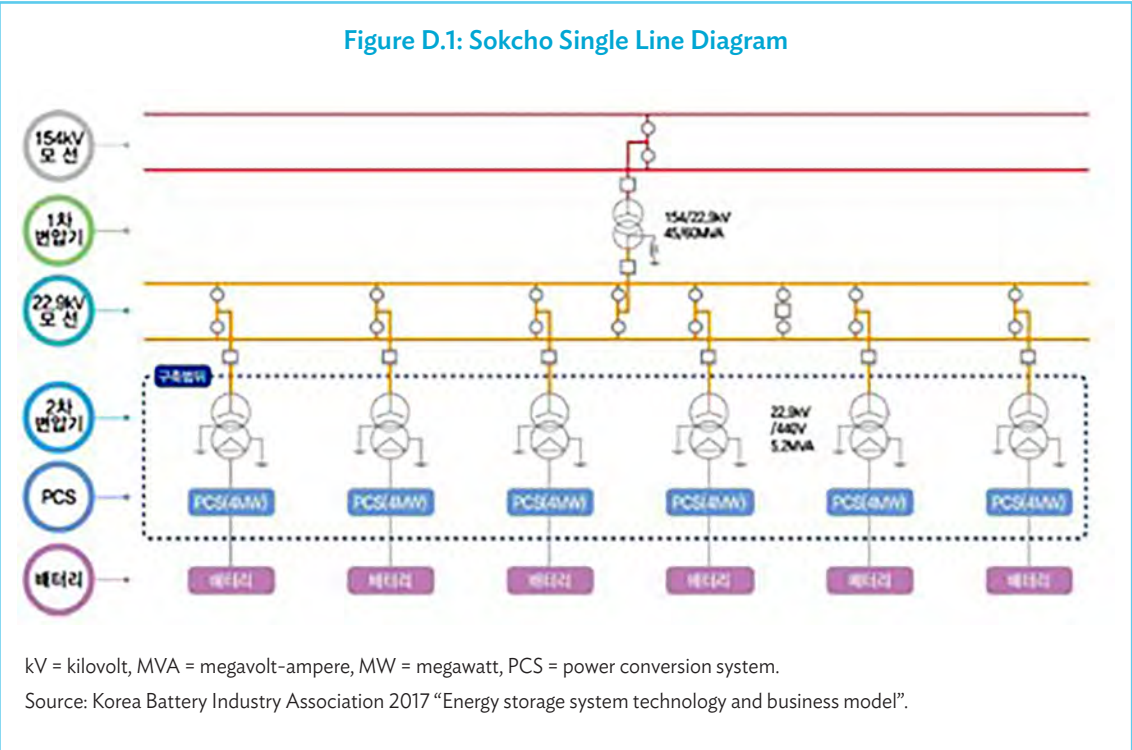 Figure D.1: Sokcho Single Line Diagram
154kV
모 선
1차
변압기
154/22.9kV
45/60MVA
22.9kV
모 선
구축범위
2차
변압기
22.9kV
/440V
5.2MVA
PCS
PCS(4MW) PCS(4MW) PCS(4MW) PCS(4MW) PCS(4MW) PCS(4MW)
배터리
배터리 배터리 배터리 배터리 배터리 배터리
kV = kilovolt, MVA = megavolt-ampere, MW = megawatt, PCS = power conversion system.
Source: Korea Battery Industry Association 2017 “Energy storage system technology and business model”.